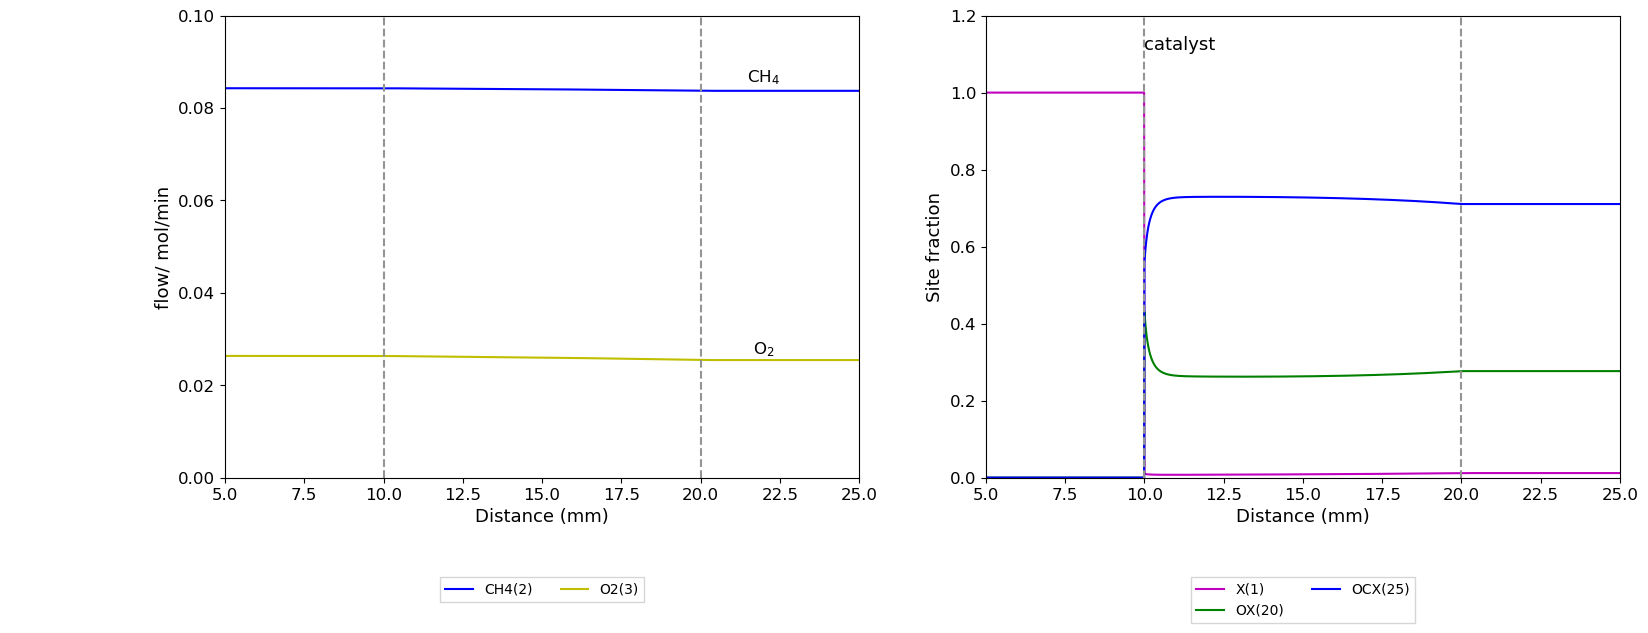 0.10
0.08
0.06
0.04
0.02
0.00
flow/ mol/min
CH4
O2
5.0 7.5 10.0 12.5 15.0 17.5 20.0 22.5 25.0
Distance (mm)
CH4(2) O2(3)
1.2
1.0
0.8
0.6
0.4
0.2
0.0
Site fraction
catalyst
5.0 7.5 10.0 12.5 15.0 17.5 20.0 22.5 25.0
Distance (mm)
X(1) OCX(25)
OX(20)